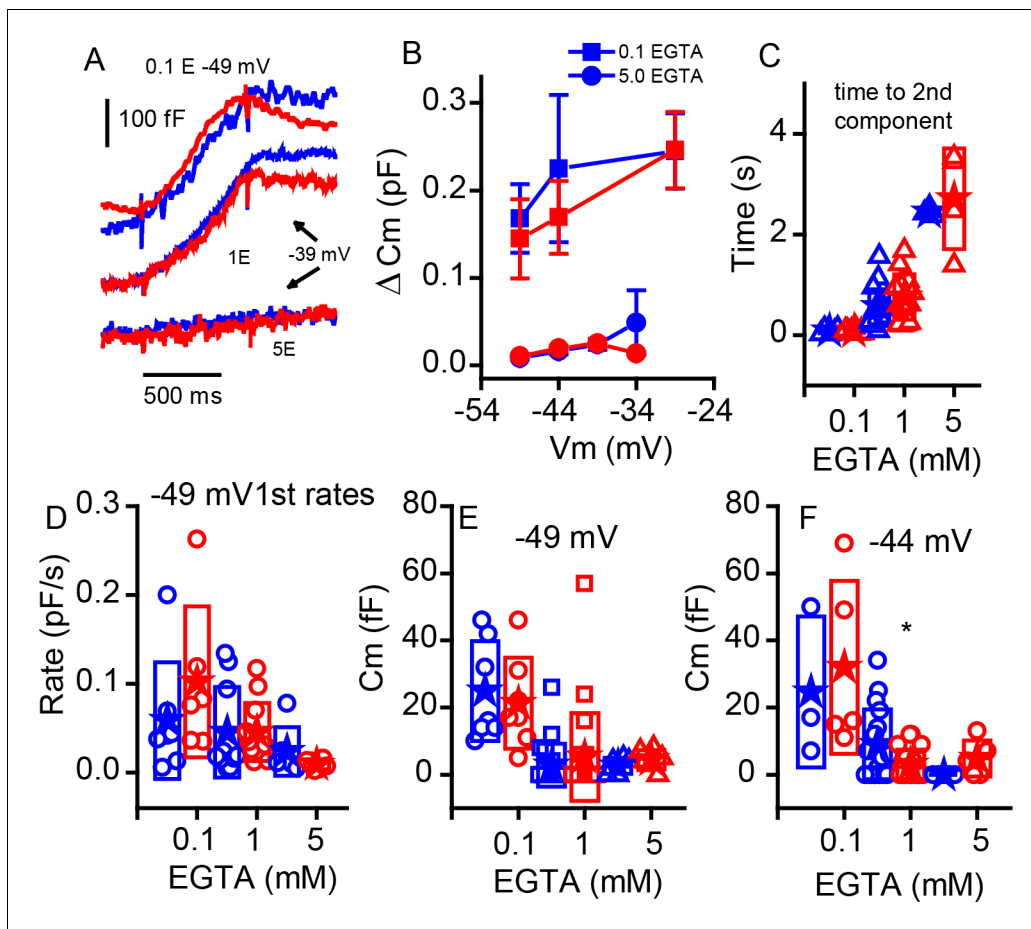 A
0.1 E -49 mV
100 fF
1E
-39 mV
5E
500 ms
B
0.1 EGTA
5.0 EGTA
Δ Cm (pF)
0.3
0.2
0.1
0.0
-54
-44
-34
-24
Vm (mV)
C
time to 2nd
component
Time (s)
4
2
0
0.1
1
5
EGTA (mM)
D
-49 mV1st rates
Rate (pF/s)
0.3
0.2
0.1
0.0
0.1
1
5
EGTA (mM)
E
-49 mV
Cm (fF)
80
60
40
20
0
0.1
1
5
EGTA (mM)
F
-44 mV
*
Cm (fF)
80
60
40
20
0
0.1
1
5
EGTA (mM)